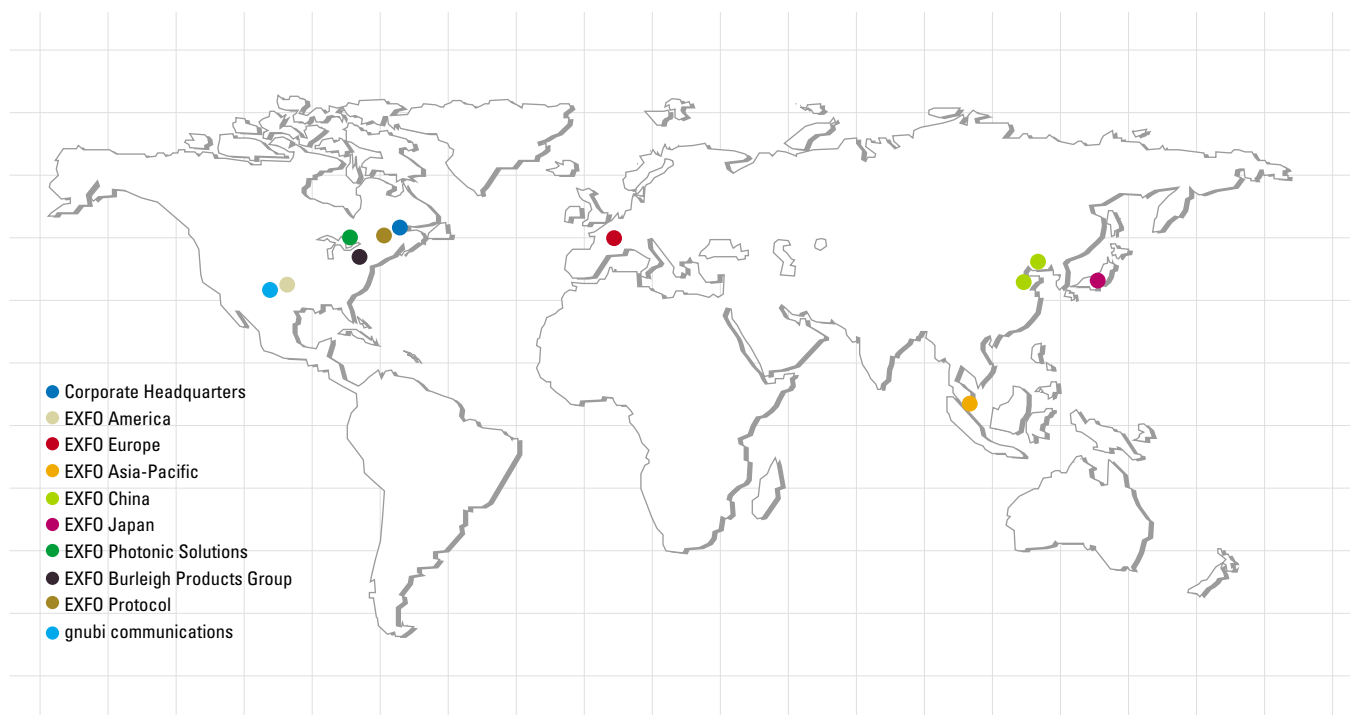 Corporate Headquarters
EXFO America
EXFO Europe
EXFO Asia-Pacific
EXFO China
EXFO Japan
EXFO Photonic Solutions
EXFO Burleigh Products Group
EXFO Protocol
gnubi communications